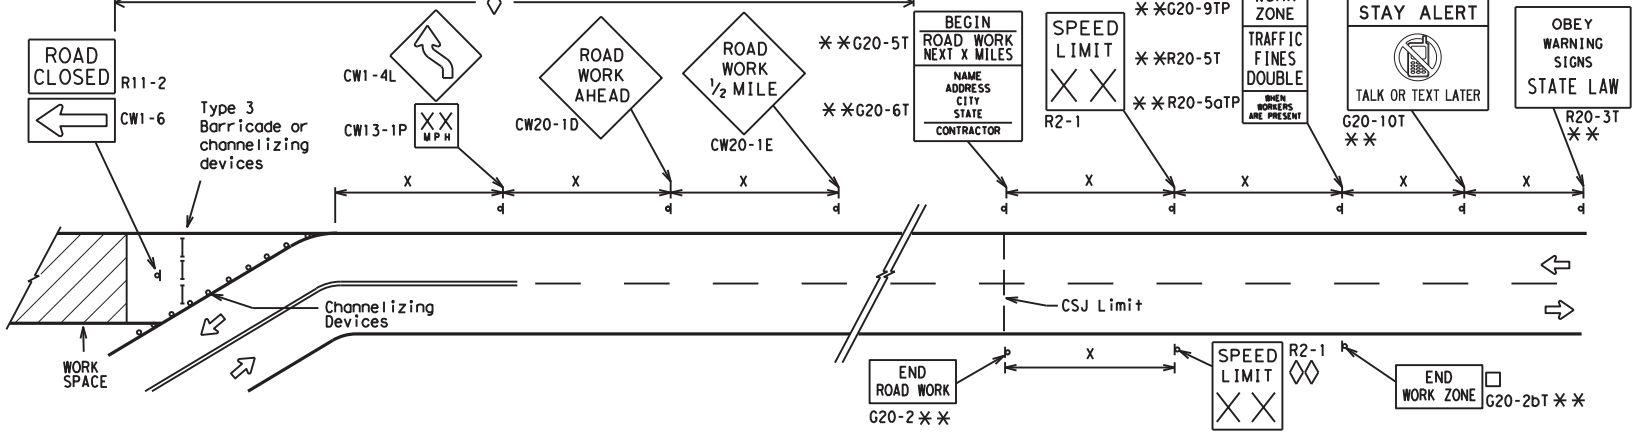 ROAD
CLOSED
R11-2
CW1-6
Type 3
Barricade or
channelizing
devices
CW1-4L
XX
MPH
CW13-1P
ROAD
WORK
AHEAD
CW20-1D
ROAD
WORK
1/2 MILE
CW20-1E
**G20-5T
**G20-6T
BEGIN
ROAD WORK
NEXT X MILES
NAME
ADDRESS
CITY
STATE
CONTRACTOR
SPEED
LIMIT
XX
R2-1
**G20-9TP
**R20-5T
**R20-5aTP
WORK
ZONE
TRAFFIC
FINES
DOUBLE
WHEN
WORKERS
ARE PRESENT
STAY ALERT
TALK OR TEXT LATER
G20-10T
**
OBEY
WARNING
SIGNS
STATE LAW
R20-3T
**
X X X X X X X
Channelizing
Devices
CSJ Limit
WORK
SPACE
END
ROAD WORK
G20-2 **
X
SPEED
LIMIT
XX
R2-1
END
WORK ZONE
G20-2bT **